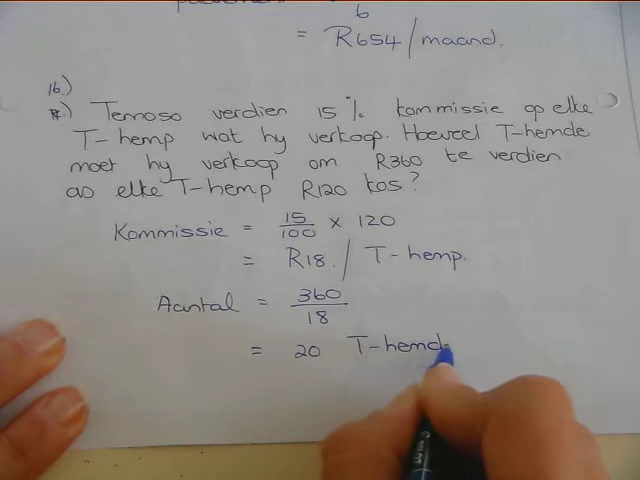 6
= R654/maand.
16.)
Temoso verdien 15% kommissie op elke
T-hemp wat hy verkoop. Hoeveel T-hemde
moet hy verkoop om R360 te verdien
as elke T-hemp R120 kos?
Kommissie = 15/100 × 120
= R18. / T-hemp.
Aantal = 360/18
= 20 T-hemd